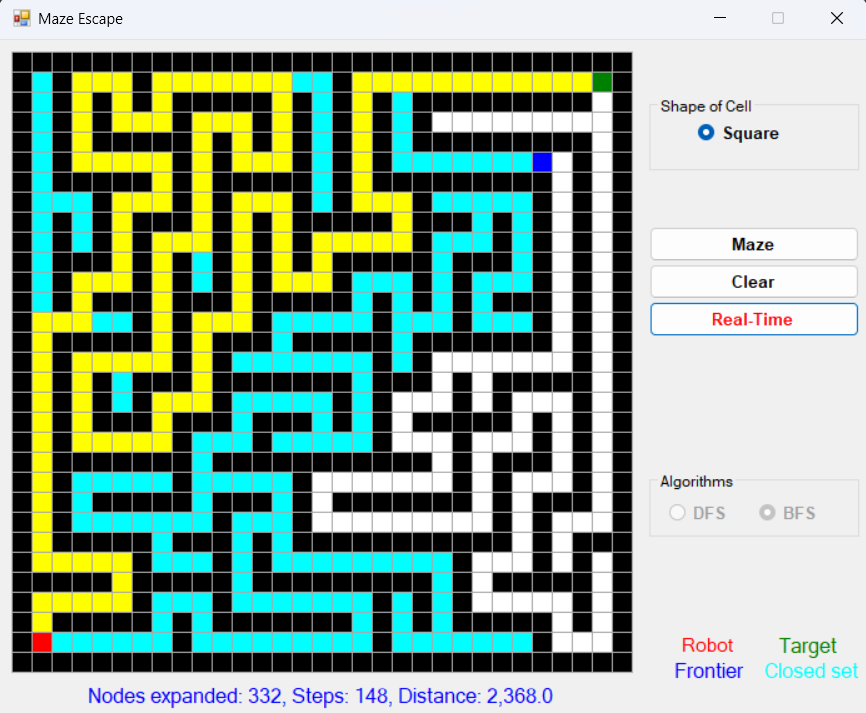 Maze Escape
Shape of Cell
Square
Maze
Clear
Real-Time
Algorithms
DFS BFS
Robot Target
Frontier Closed set
Nodes expanded: 332, Steps: 148, Distance: 2,368.0